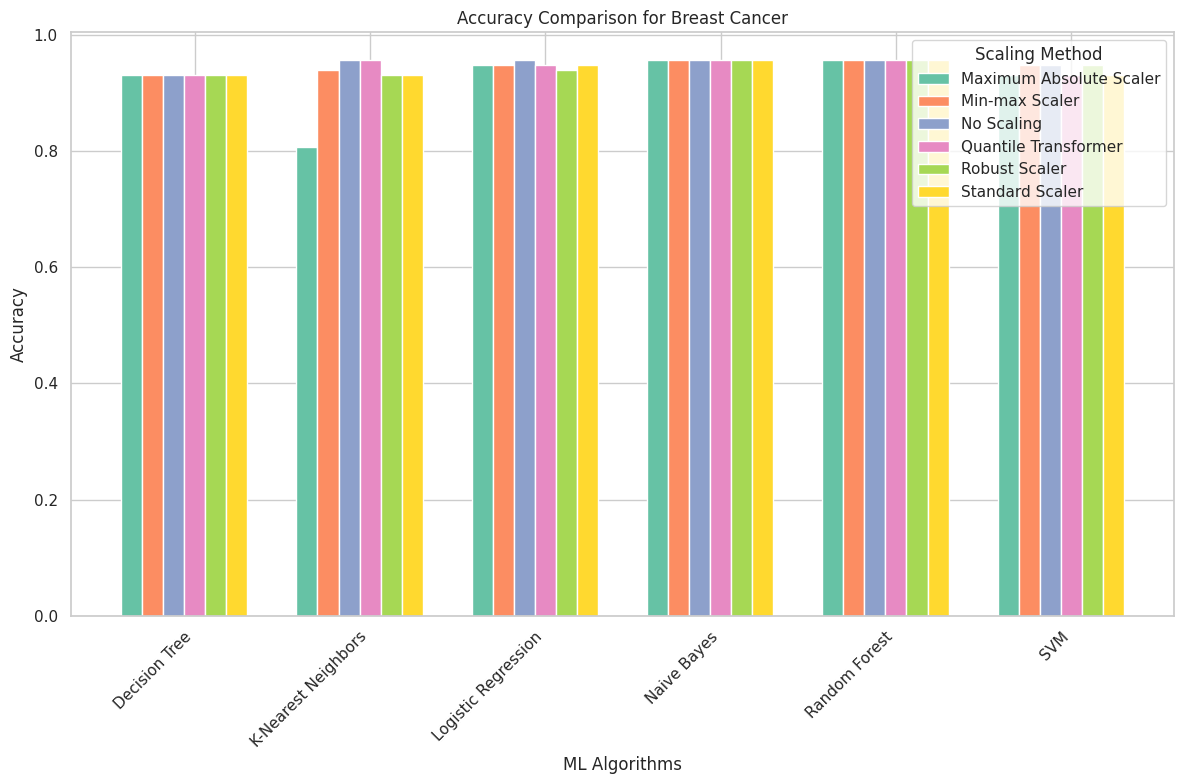 Accuracy Comparison for Breast Cancer
1.0
0.8
0.6
0.4
0.2
0.0
Accuracy
Scaling Method
Maximum Absolute Scaler
Min-max Scaler
No Scaling
Quantile Transformer
Robust Scaler
Standard Scaler
Decision Tree
K-Nearest Neighbors
Logistic Regression
Naive Bayes
Random Forest
SVM
ML Algorithms